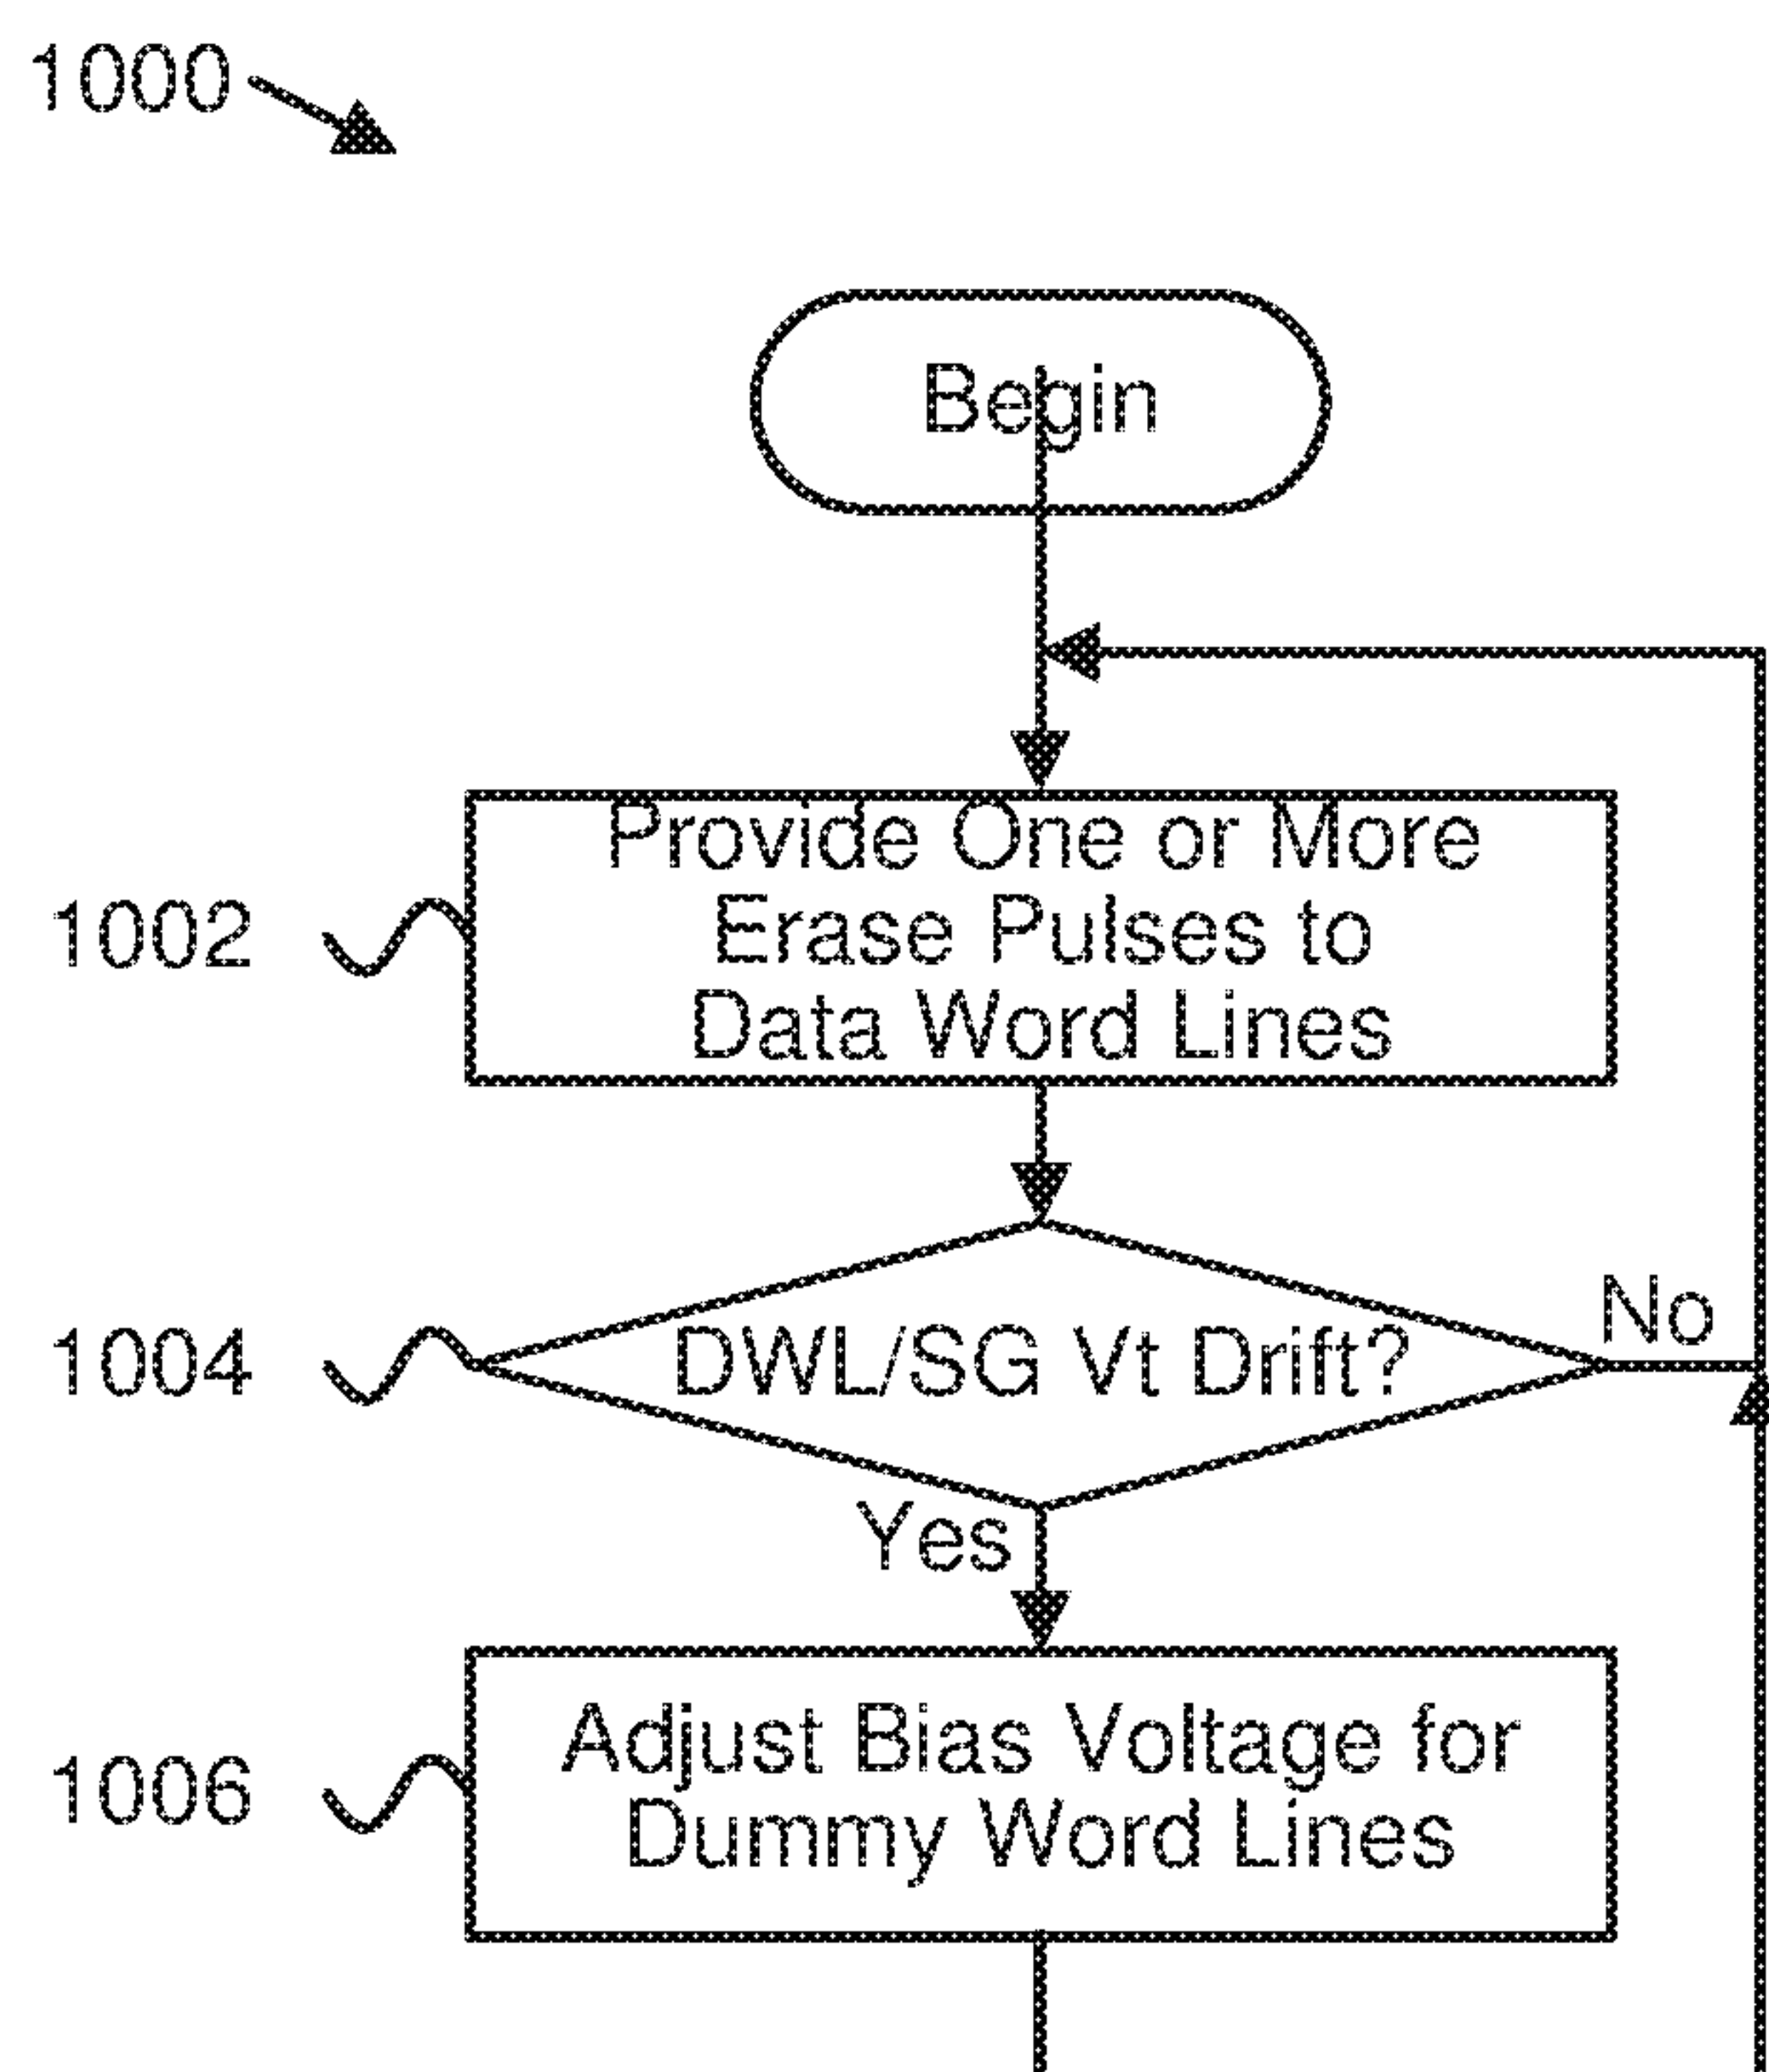 1000
Begin
Provide One or More
Erase Pulses to
Data Word Lines
1002
DWL/SG Vt Drift?
1004
No
Yes
Adjust Bias Voltage for
Dummy Word Lines
1006